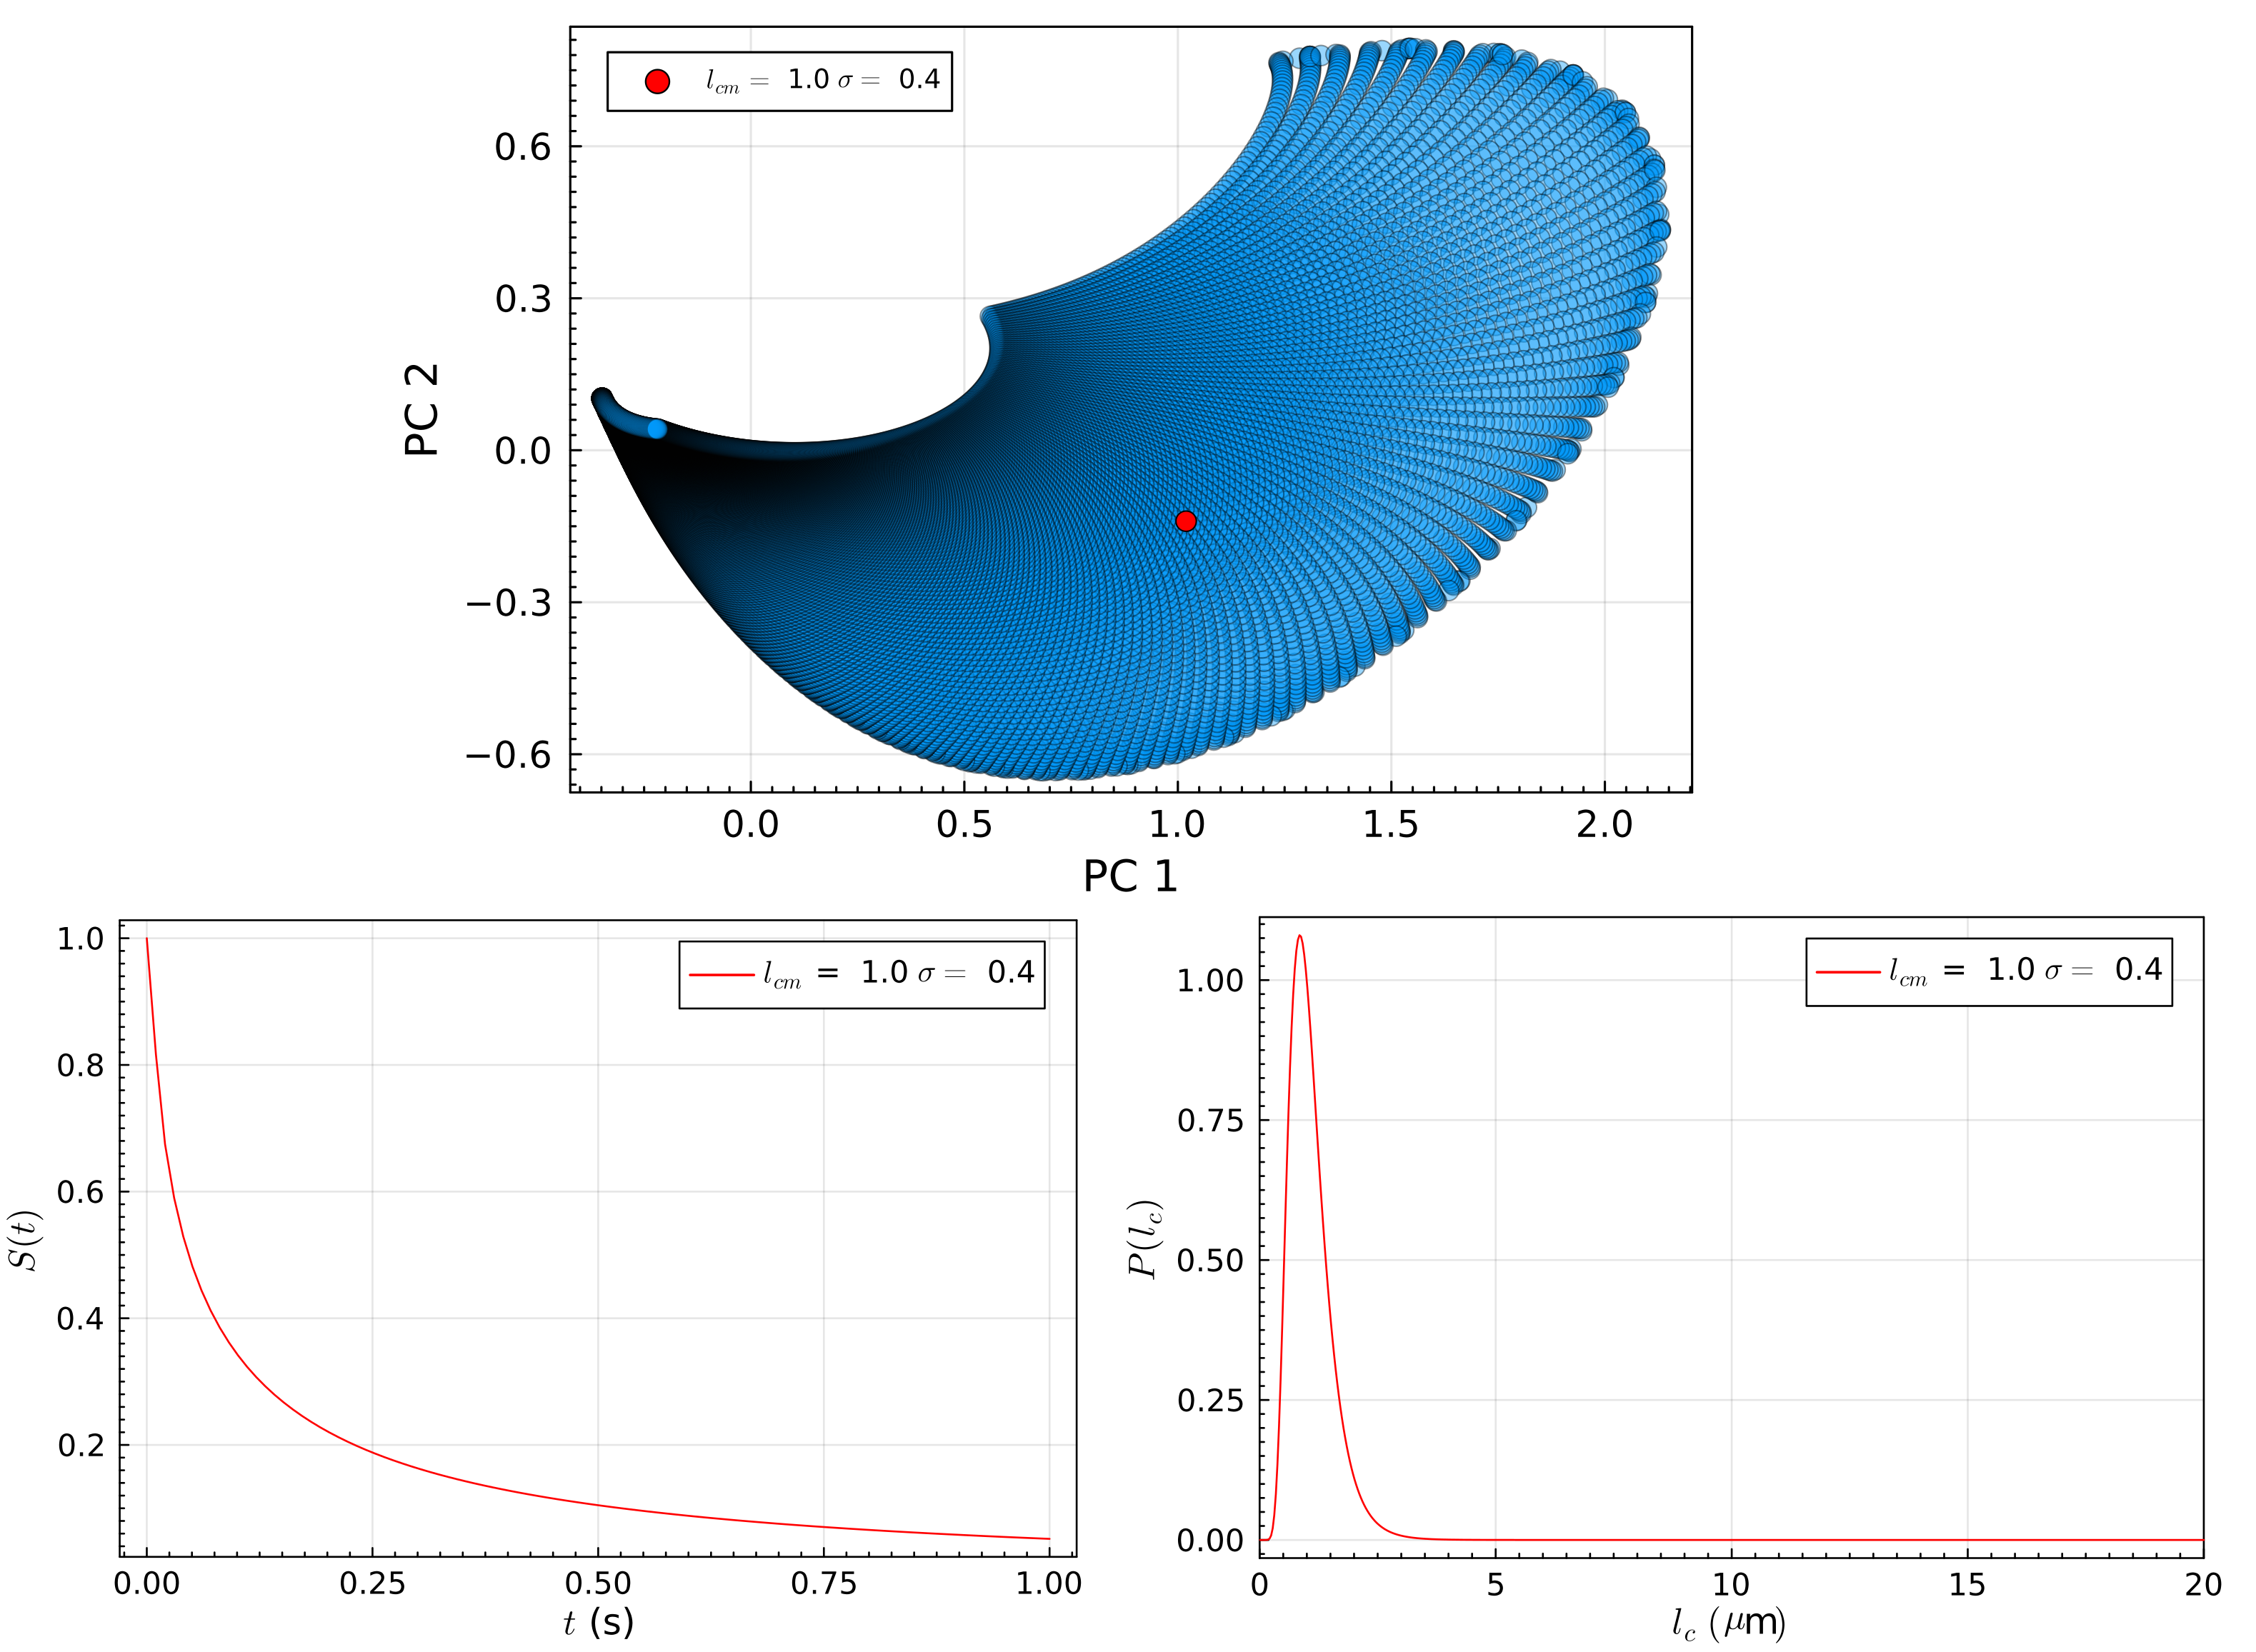 l_cm = 1.0 σ = 0.4
0.6
0.3
0.0
−0.3
−0.6
PC 2
0.0 0.5 1.0 1.5 2.0
PC 1
l_cm = 1.0 σ = 0.4
1.0
0.8
0.6
0.4
0.2
S(t)
0.00 0.25 0.50 0.75 1.00
t (s)
l_cm = 1.0 σ = 0.4
1.00
0.75
0.50
0.25
0.00
P(l_c)
0 5 10 15 20
l_c (μm)